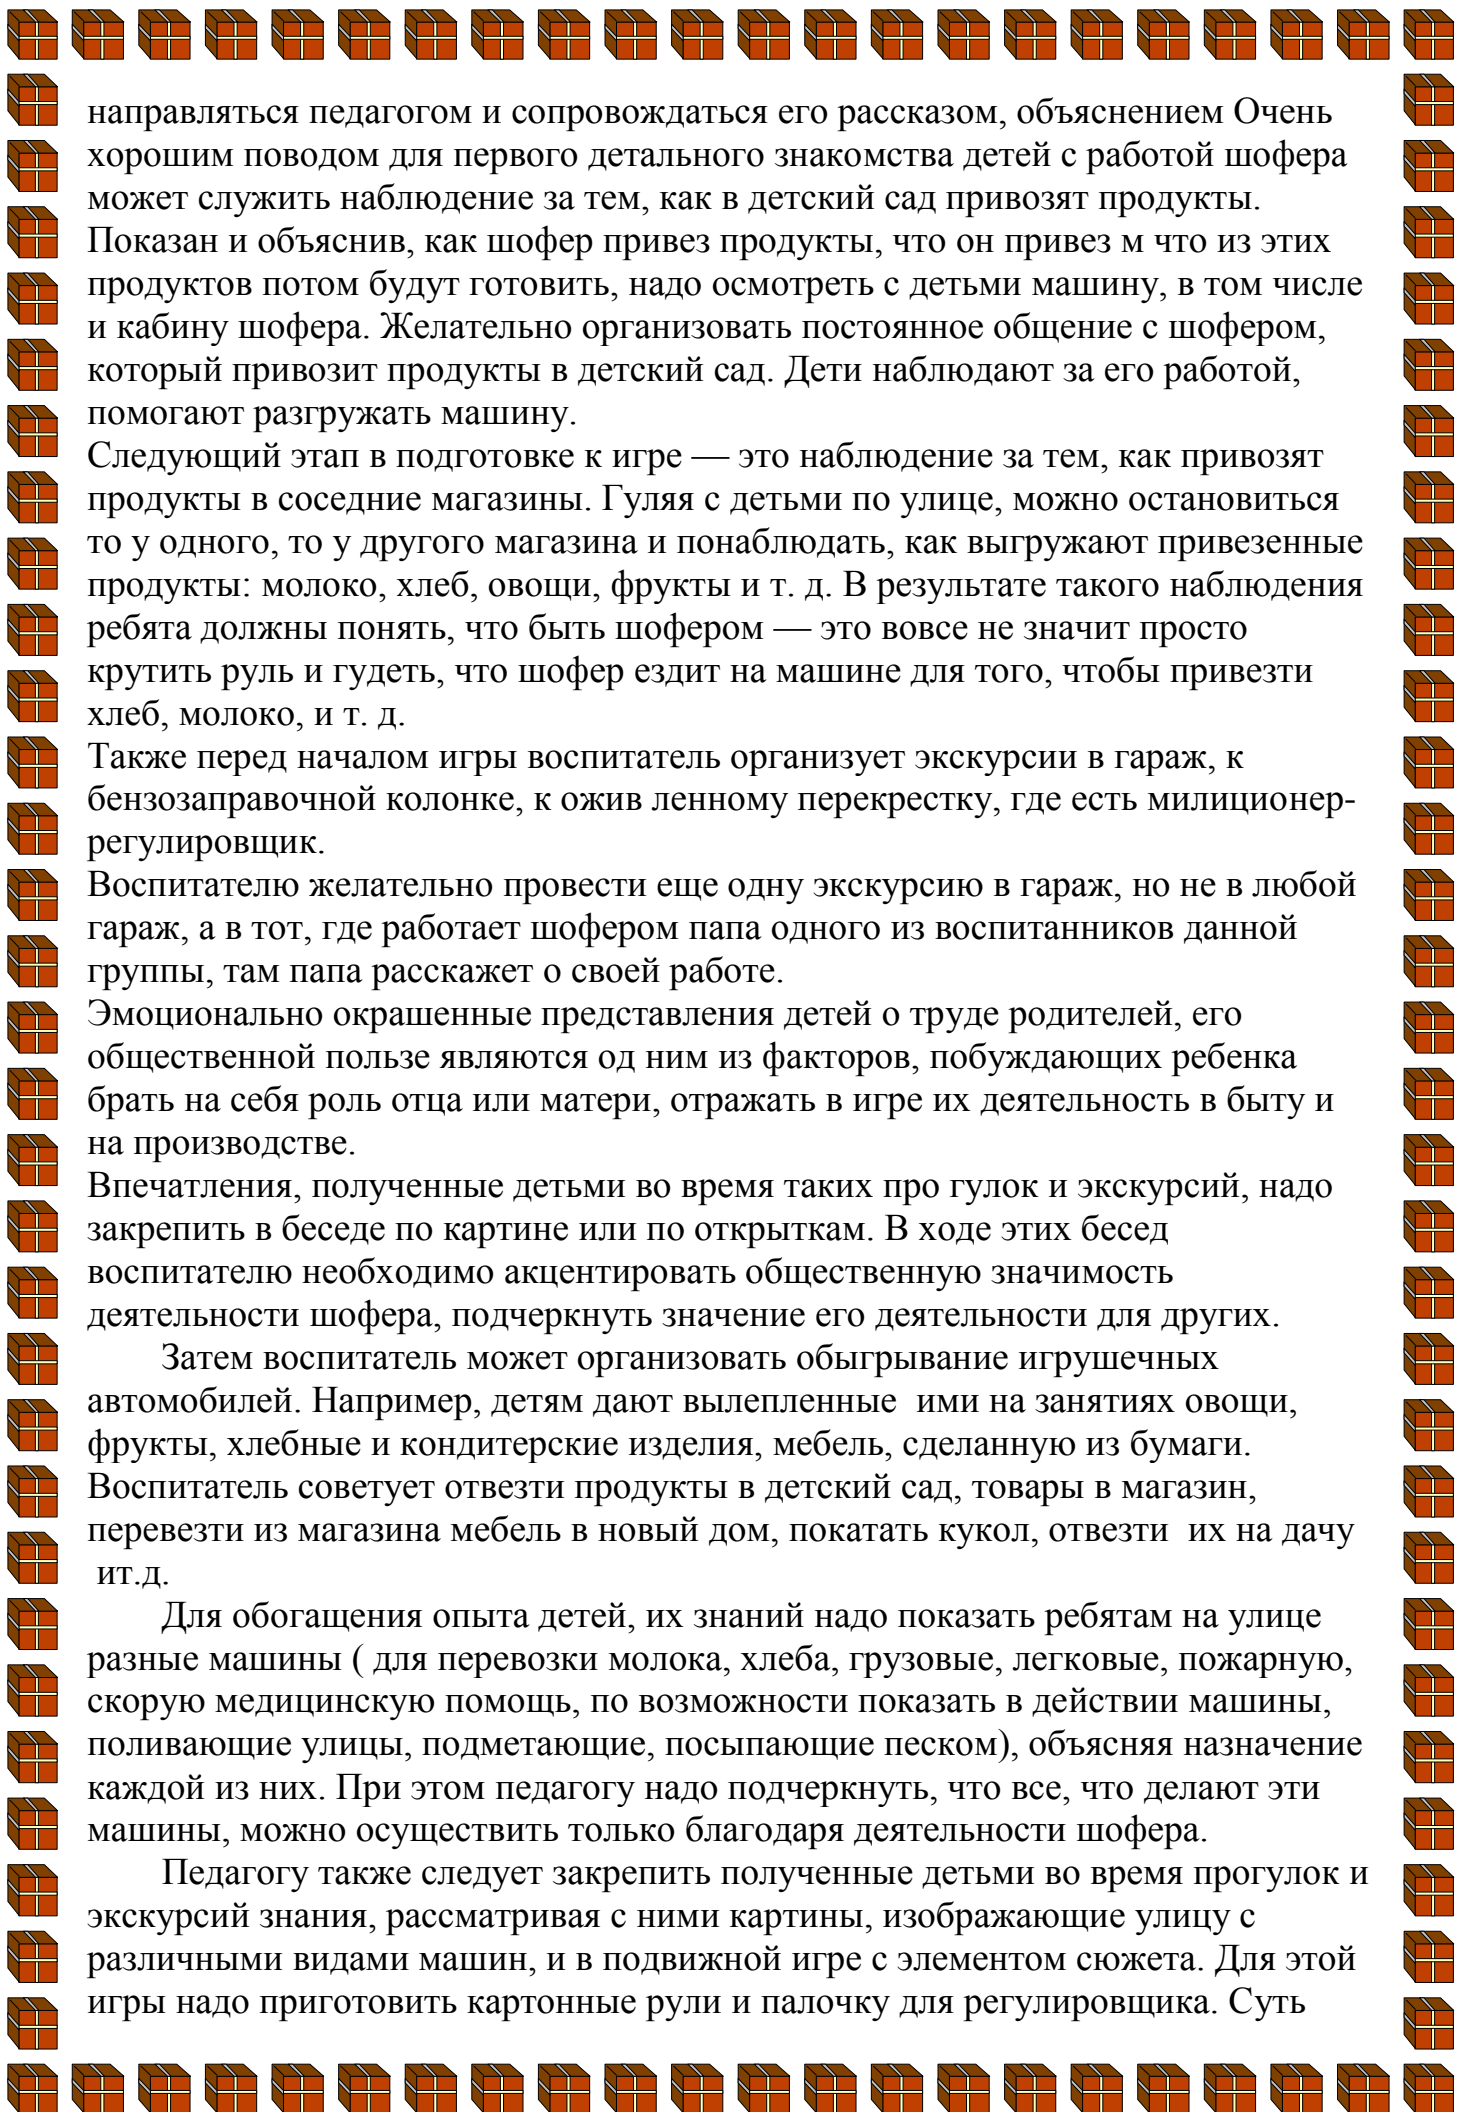 направляться педагогом и сопровождаться его рассказом, объяснением Очень
хорошим поводом для первого детального знакомства детей с работой шофера
может служить наблюдение за тем, как в детский сад привозят продукты.
Показан и объяснив, как шофер привез продукты, что он привез м что из этих
продуктов потом будут готовить, надо осмотреть с детьми машину, в том числе
и кабину шофера. Желательно организовать постоянное общение с шофером,
который привозит продукты в детский сад. Дети наблюдают за его работой,
помогают разгружать машину.
Следующий этап в подготовке к игре — это наблюдение за тем, как привозят
продукты в соседние магазины. Гуляя с детьми по улице, можно остановиться
то у одного, то у другого магазина и понаблюдать, как выгружают привезенные
продукты: молоко, хлеб, овощи, фрукты и т. д. В результате такого наблюдения
ребята должны понять, что быть шофером — это вовсе не значит просто
крутить руль и гудеть, что шофер ездит на машине для того, чтобы привезти
хлеб, молоко, и т. д.
Также перед началом игры воспитатель организует экскурсии в гараж, к
бензозаправочной колонке, к ожив ленному перекрестку, где есть милиционер-
регулировщик.
Воспитателю желательно провести еще одну экскурсию в гараж, но не в любой
гараж, а в тот, где работает шофером папа одного из воспитанников данной
группы, там папа расскажет о своей работе.
Эмоционально окрашенные представления детей о труде родителей, его
общественной пользе являются од ним из факторов, побуждающих ребенка
брать на себя роль отца или матери, отражать в игре их деятельность в быту и
на производстве.
Впечатления, полученные детьми во время таких про гулок и экскурсий, надо
закрепить в беседе по картине или по открыткам. В ходе этих бесед
воспитателю необходимо акцентировать общественную значимость
деятельности шофера, подчеркнуть значение его деятельности для других.
Затем воспитатель может организовать обыгрывание игрушечных
автомобилей. Например, детям дают вылепленные  ими на занятиях овощи,
фрукты, хлебные и кондитерские изделия, мебель, сделанную из бумаги.
Воспитатель советует отвезти продукты в детский сад, товары в магазин,
перевезти из магазина мебель в новый дом, покатать кукол, отвезти  их на дачу
ит.д.
Для обогащения опыта детей, их знаний надо показать ребятам на улице
разные машины ( для перевозки молока, хлеба, грузовые, легковые, пожарную,
скорую медицинскую помощь, по возможности показать в действии машины,
поливающие улицы, подметающие, посыпающие песком), объясняя назначение
каждой из них. При этом педагогу надо подчеркнуть, что все, что делают эти
машины, можно осуществить только благодаря деятельности шофера.
Педагогу также следует закрепить полученные детьми во время прогулок и
экскурсий знания, рассматривая с ними картины, изображающие улицу с
различными видами машин, и в подвижной игре с элементом сюжета. Для этой
игры надо приготовить картонные рули и палочку для регулировщика. Суть